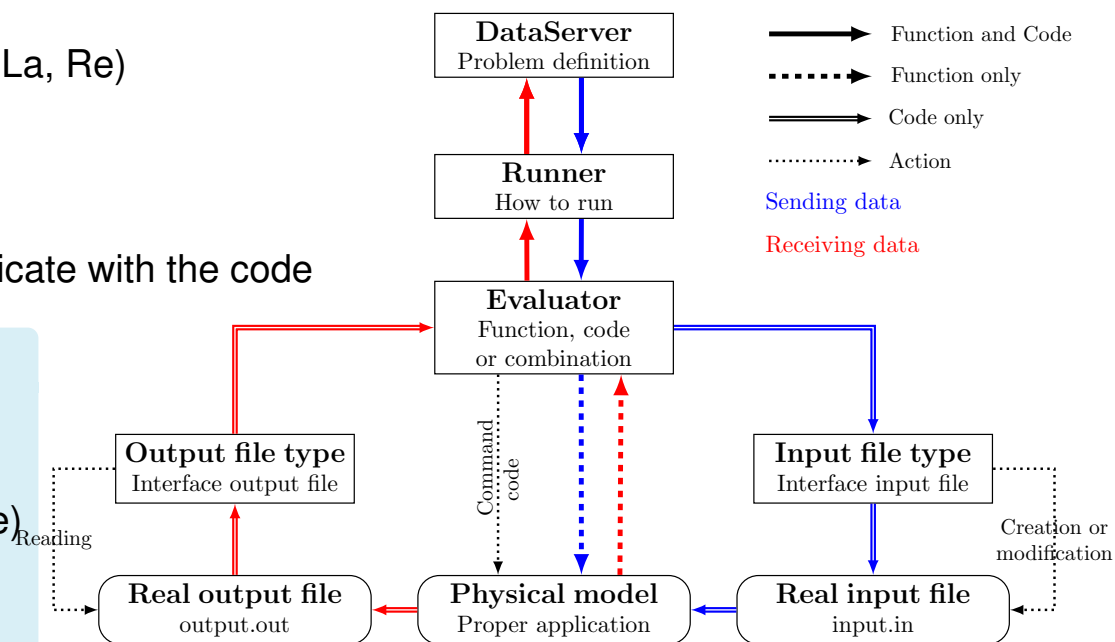 La, Re)
icate with the code
e)
DataServer
Problem definition
Runner
How to run
Evaluator
Function, code
or combination
Function and Code
Function only
Code only
Action
Sending data
Receiving data
Output file type
Interface output file
Command
code
Input file type
Interface input file
Reading
Creation or
modification
Real output file
output.out
Physical model
Proper application
Real input file
input.in